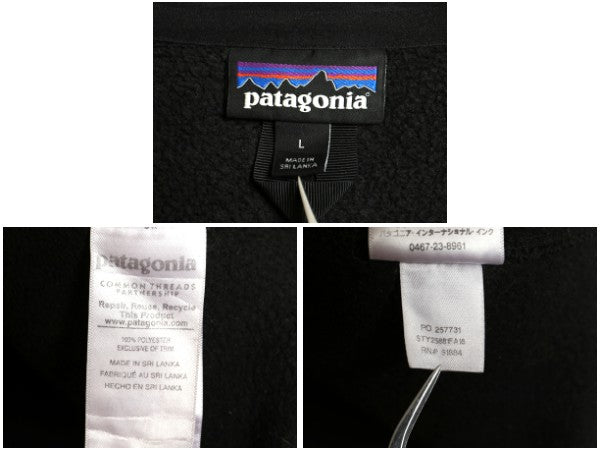 patagonia®
L
MADE IN
SRI LANKA
patagonia
COMMON THREADS
PARTNERSHIP
Repair, Reuse, Recycle
This Product
www.patagonia.com
100% POLYESTER
EXCLUSIVE OF TRIM
MADE IN SRI LANKA
FABRIQUÉ AU SRI LANKA
HECHO EN SRI LANKA
パタゴニア・インターナショナル・インク
0467-23-8961
PO 257731
STY25881FA16
RN# 51884